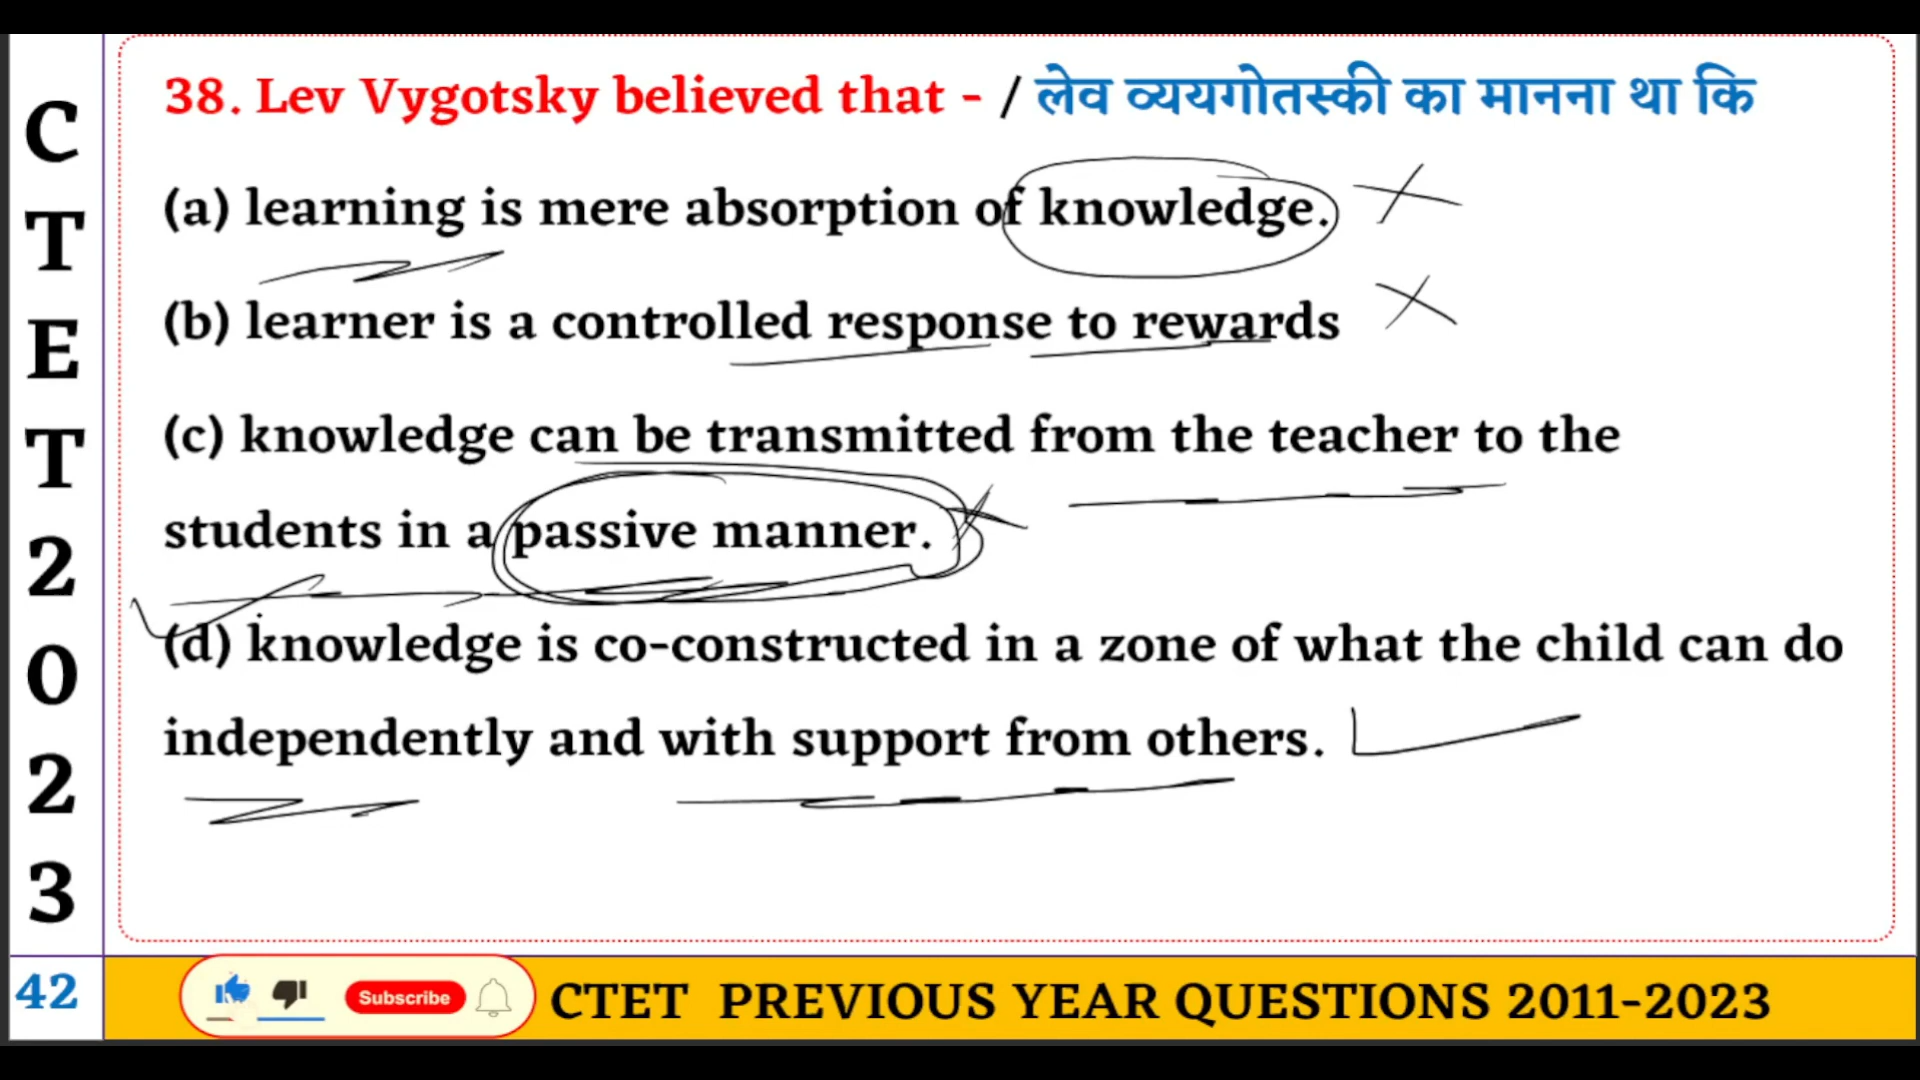 38. Lev Vygotsky believed that - / लेव व्ययगोतस्की का मानना था कि
(a) learning is mere absorption of knowledge.
(b) learner is a controlled response to rewards
(c) knowledge can be transmitted from the teacher to the
students in a passive manner.
(d) knowledge is co-constructed in a zone of what the child can do
independently and with support from others.
C
T
E
T
2
0
2
3
42
Subscribe
CTET PREVIOUS YEAR QUESTIONS 2011-2023